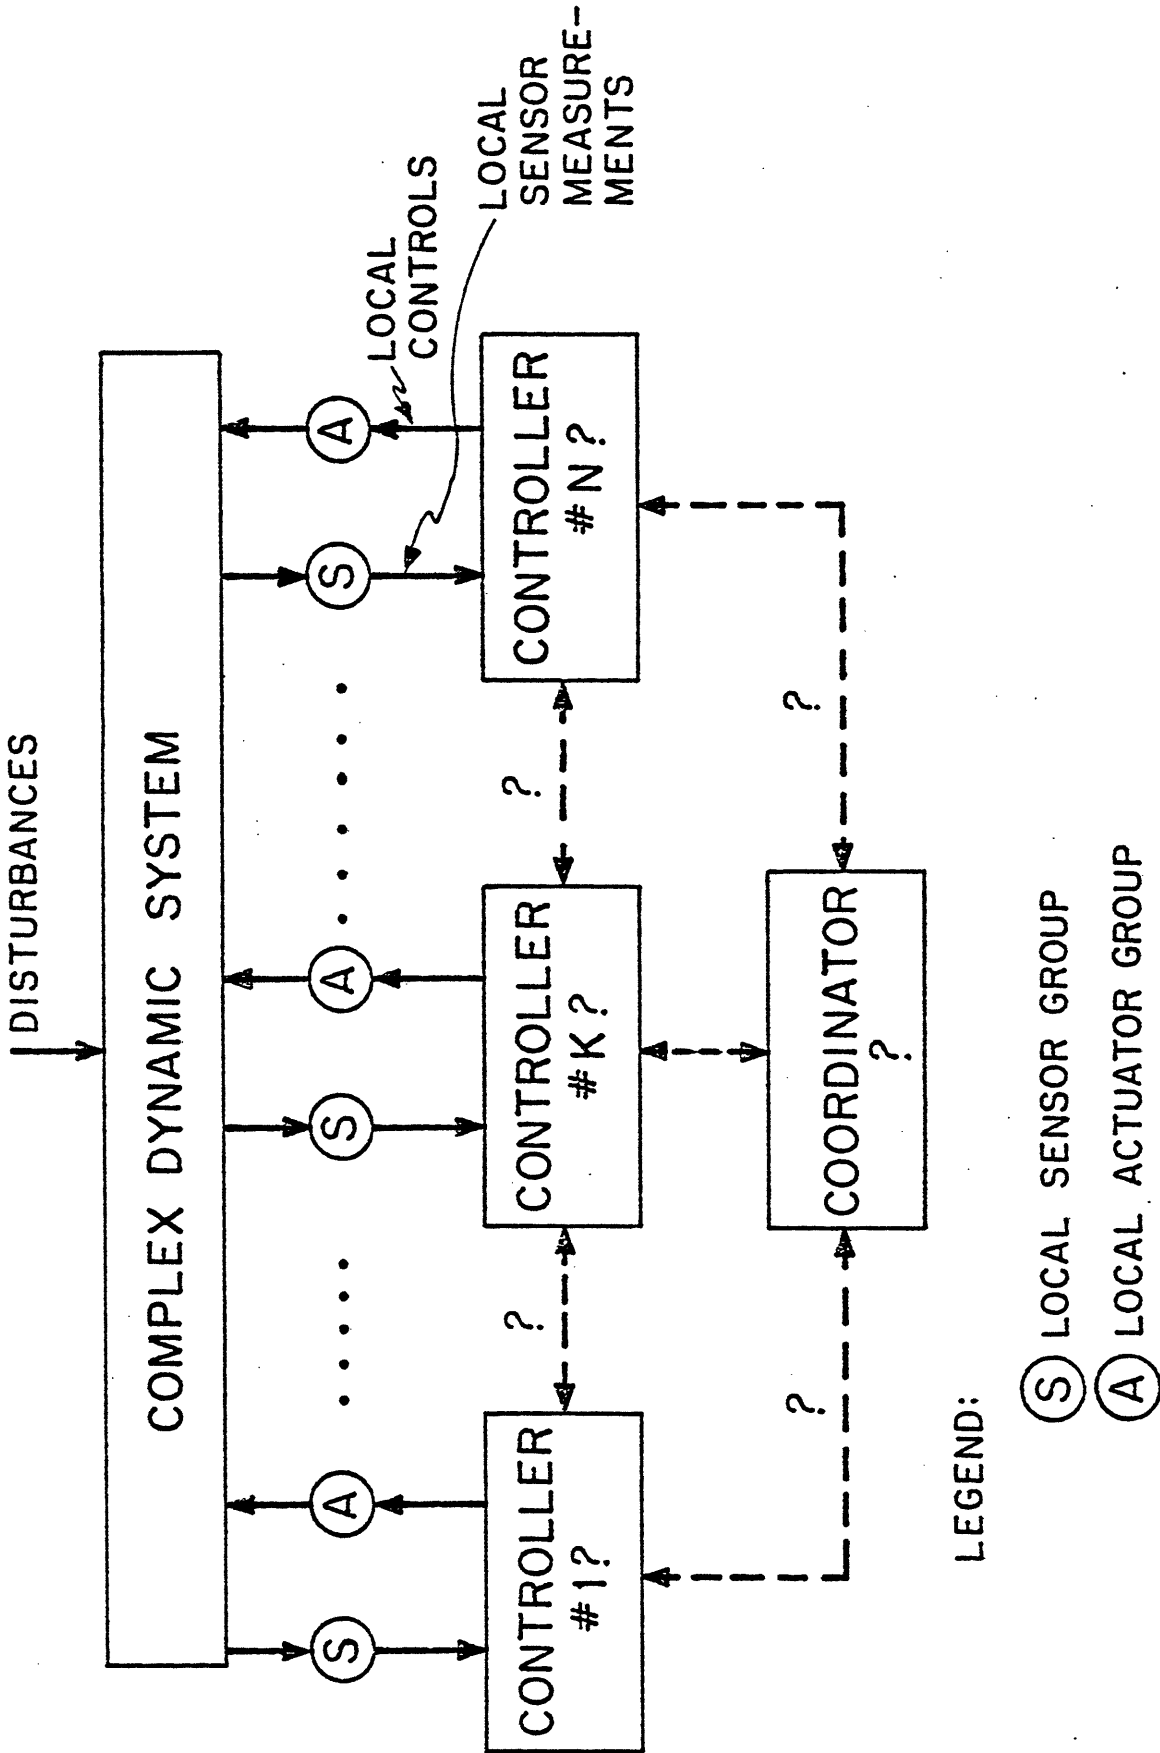 DISTURBANCES
COMPLEX DYNAMIC SYSTEM
S
A
S
A
S
A
LOCAL
CONTROLS
LOCAL
SENSOR
MEASURE-
MENTS
CONTROLLER
#1?
?
CONTROLLER
#K?
?
CONTROLLER
#N?
?
?
COORDINATOR
?
LEGEND:
S LOCAL SENSOR GROUP
A LOCAL ACTUATOR GROUP